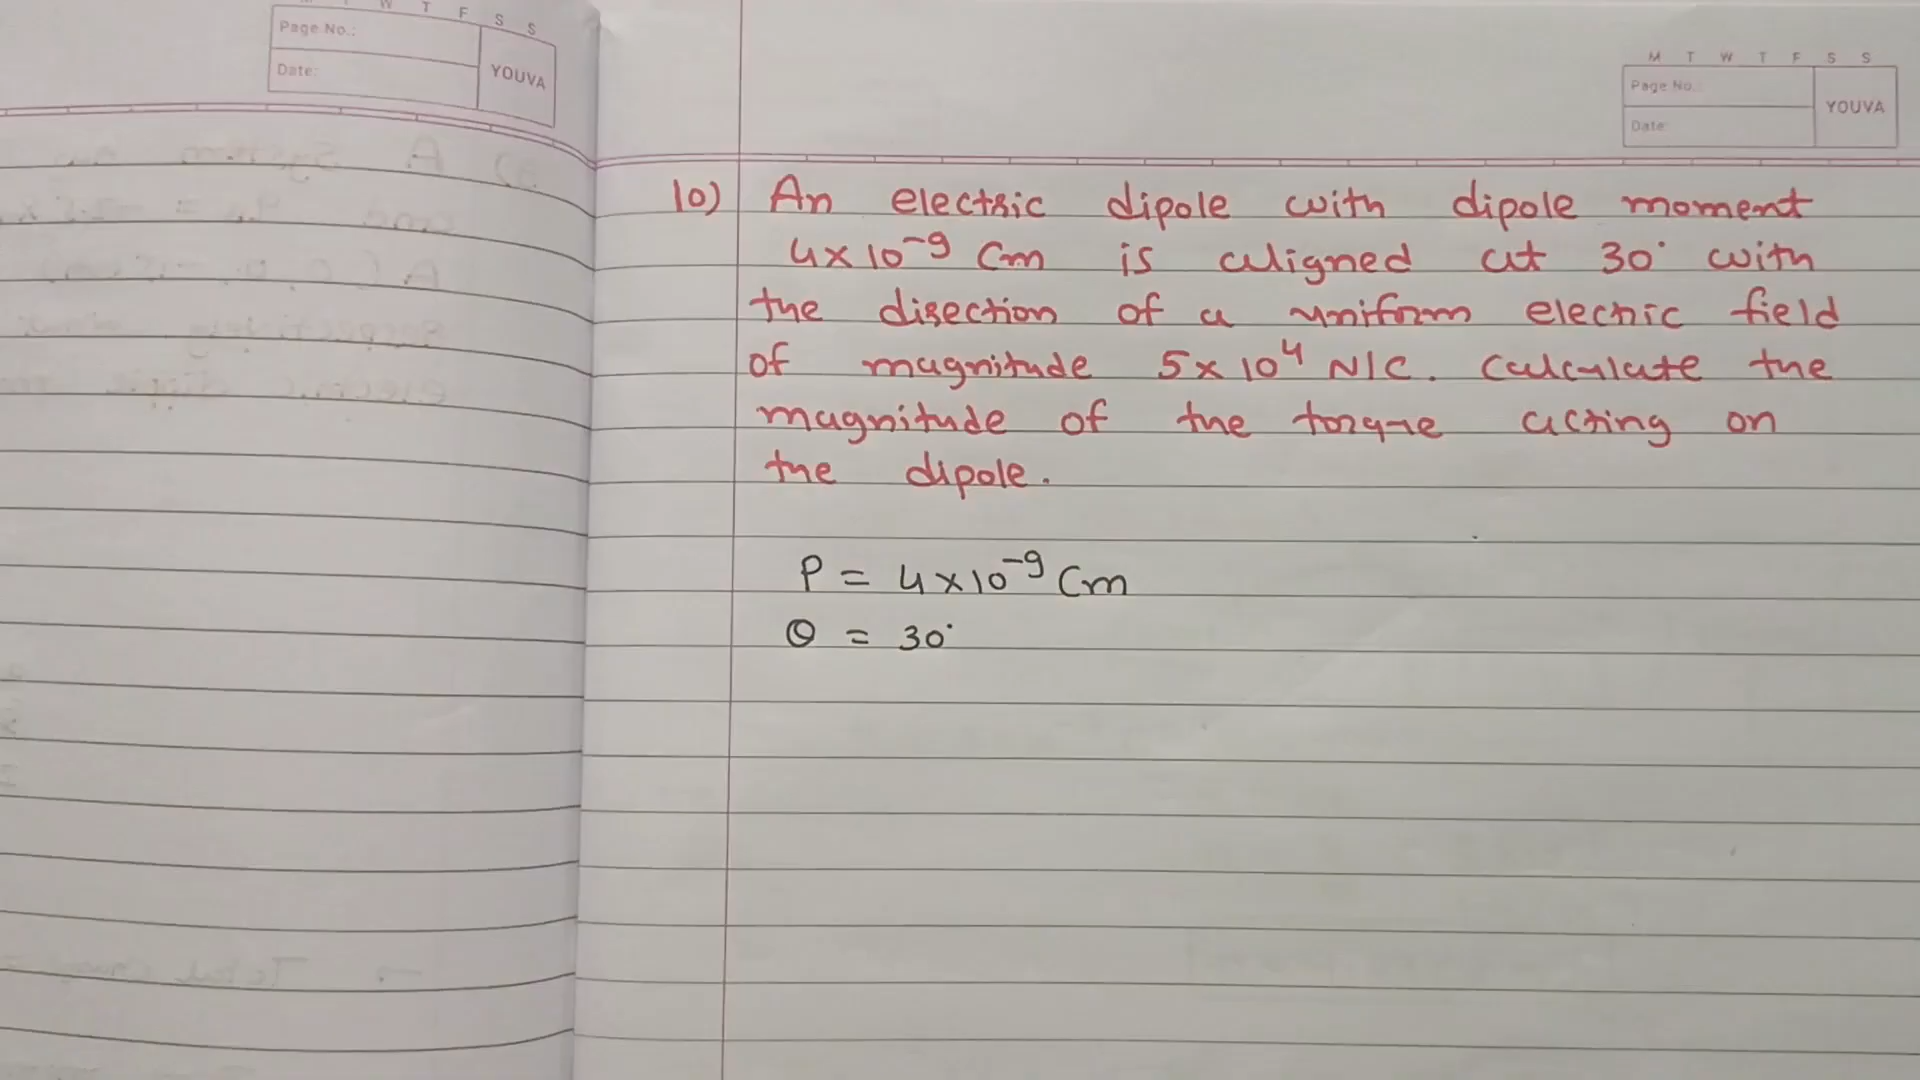 M T W T F S S
Page No.:
Date:
YOUVA
M T W T F S S
Page No.:
Date:
YOUVA
10) An electric dipole with dipole moment
4×10⁻⁹ Cm is aligned at 30° with
the direction of a uniform electric field
of magnitude 5×10⁴ N/C. Calculate the
magnitude of the torque acting on
the dipole.
P = 4×10⁻⁹ Cm
θ = 30°